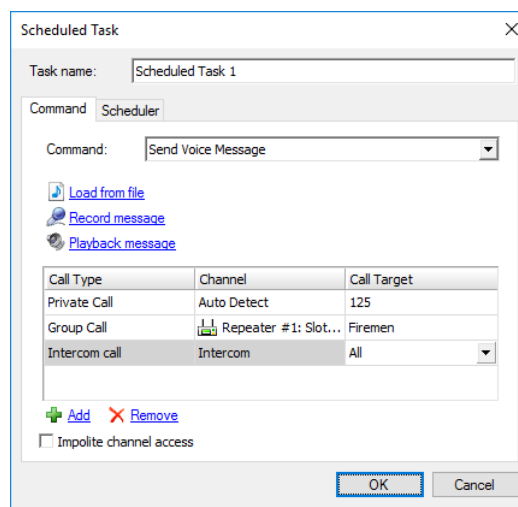 Scheduled Task
Task name: Scheduled Task 1
Command Scheduler
Command: Send Voice Message
Load from file
Record message
Playback message
Call Type Channel Call Target
Private Call Auto Detect 125
Group Call Repeater #1: Slot... Firemen
Intercom call Intercom All
Add Remove
Impolite channel access
OK Cancel